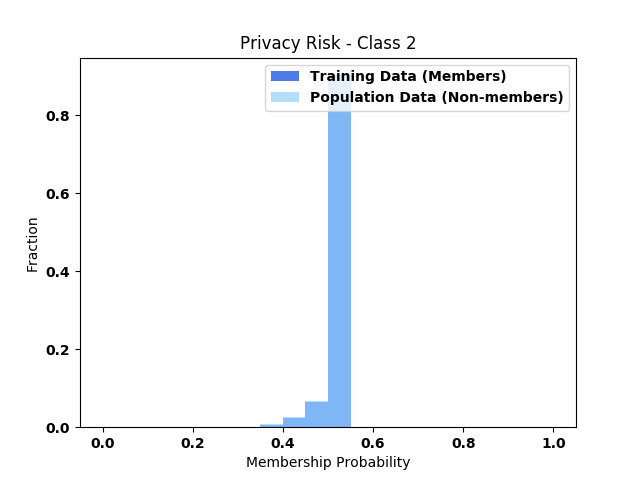 Privacy Risk - Class 2
Training Data (Members)
Population Data (Non-members)
0.8
0.6
0.4
0.2
0.0
Fraction
0.0 0.2 0.4 0.6 0.8 1.0
Membership Probability